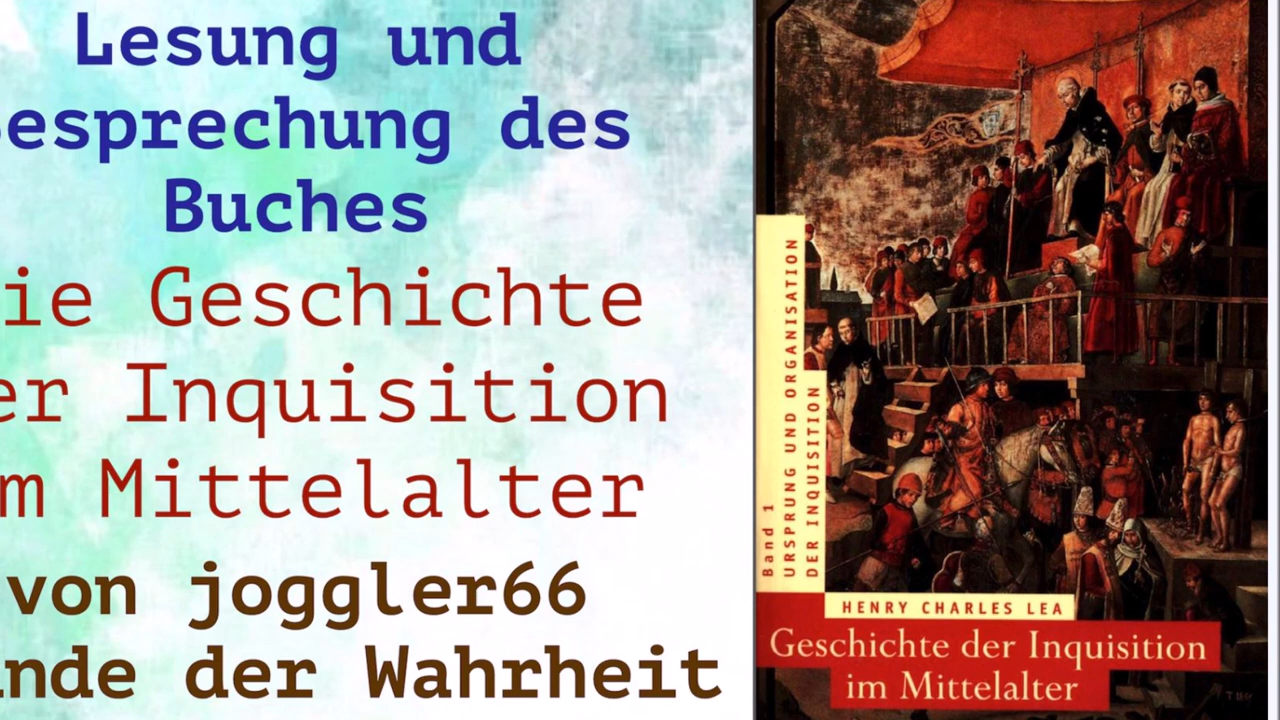 Lesung und
esprechung des
Buches
ie Geschichte
er Inquisition
m Mittelalter
von joggler66
nde der Wahrheit
Band 1
URSPRUNG UND ORGANISATION
DER INQUISITION
HENRY CHARLES LEA
Geschichte der Inquisition
im Mittelalter